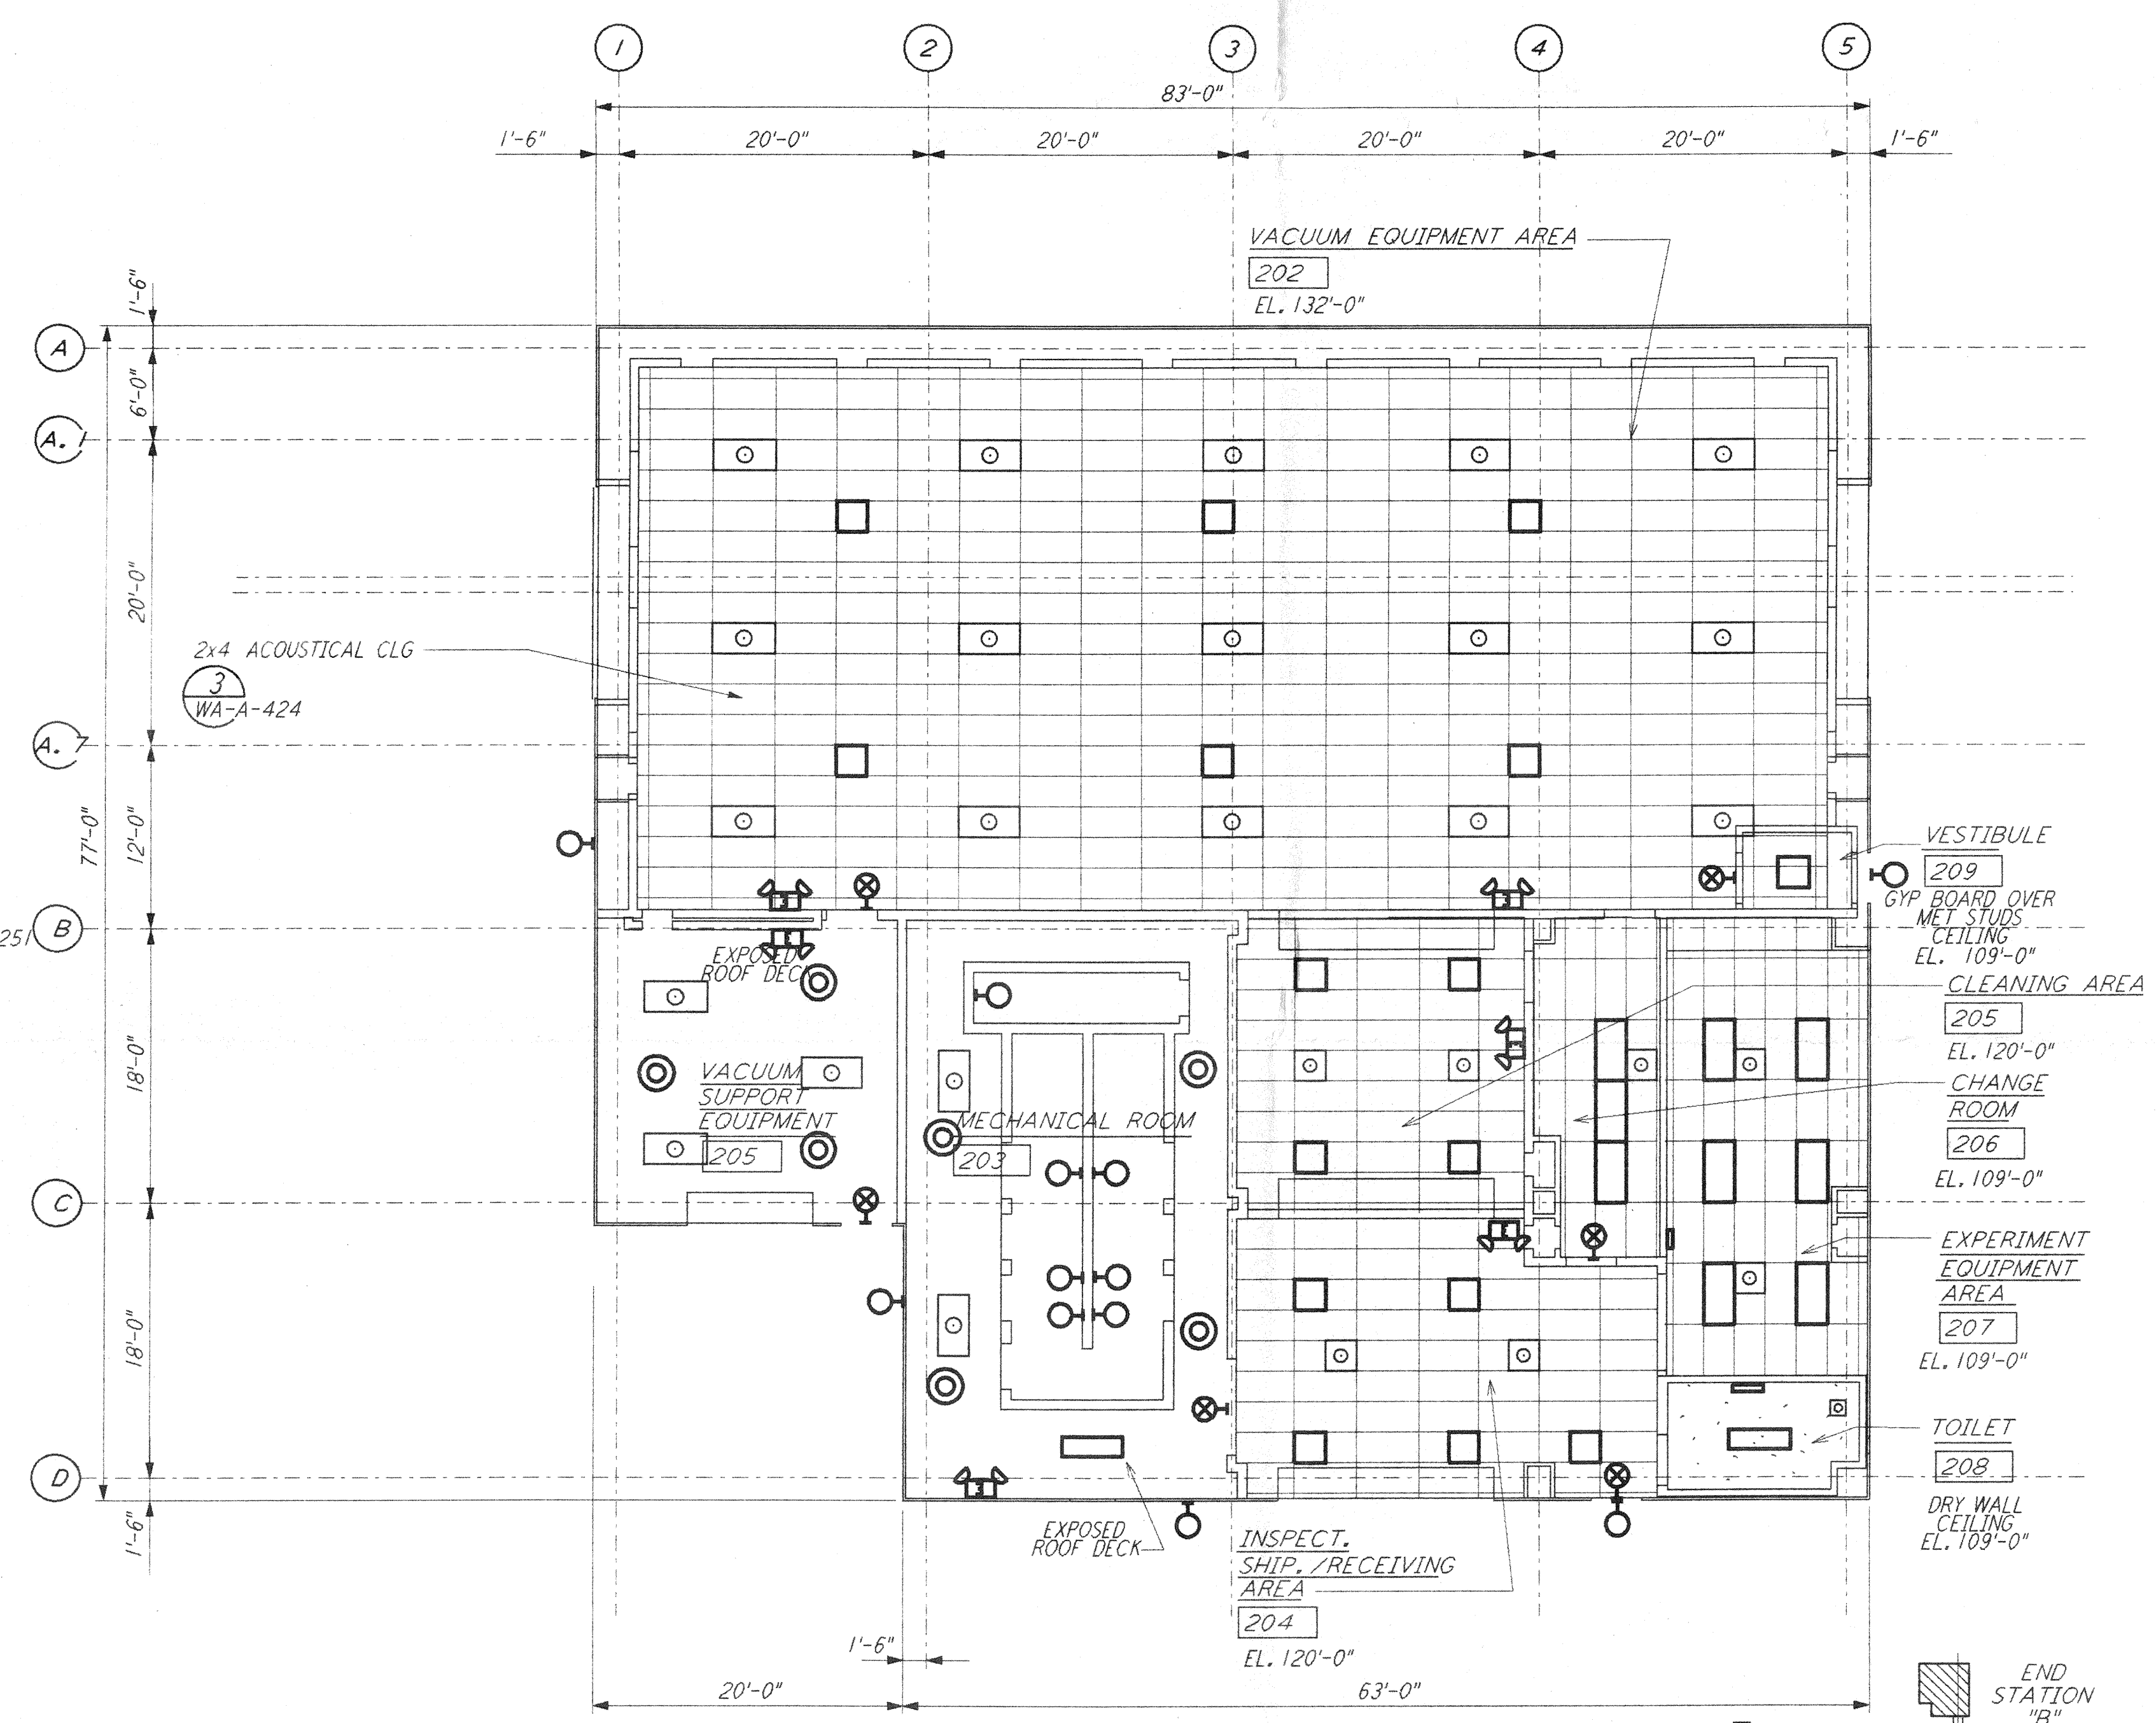 1 2 3 4 5
83'-0"
1'-6" 20'-0" 20'-0" 20'-0" 20'-0" 1'-6"
VACUUM EQUIPMENT AREA
202
EL. 132'-0"
1'-6"
A
6'-0"
A.1
20'-0"
2x4 ACOUSTICAL CLG
3
WA-A-424
A.7
77'-0"
12'-0"
VESTIBULE
209
GYP BOARD OVER
MET STUDS
CEILING
EL. 109'-0"
251
B
EXPOSED
ROOF DECK
CLEANING AREA
205
EL. 120'-0"
18'-0"
VACUUM
SUPPORT
EQUIPMENT
205
MECHANICAL ROOM
203
CHANGE
ROOM
206
EL. 109'-0"
C
EXPERIMENT
EQUIPMENT
AREA
207
EL. 109'-0"
18'-0"
TOILET
208
DRY WALL
CEILING
EL. 109'-0"
D
1'-6"
EXPOSED
ROOF DECK
INSPECT.
SHIP./RECEIVING
AREA
204
EL. 120'-0"
1'-6"
20'-0" 63'-0"
END
STATION
"B"